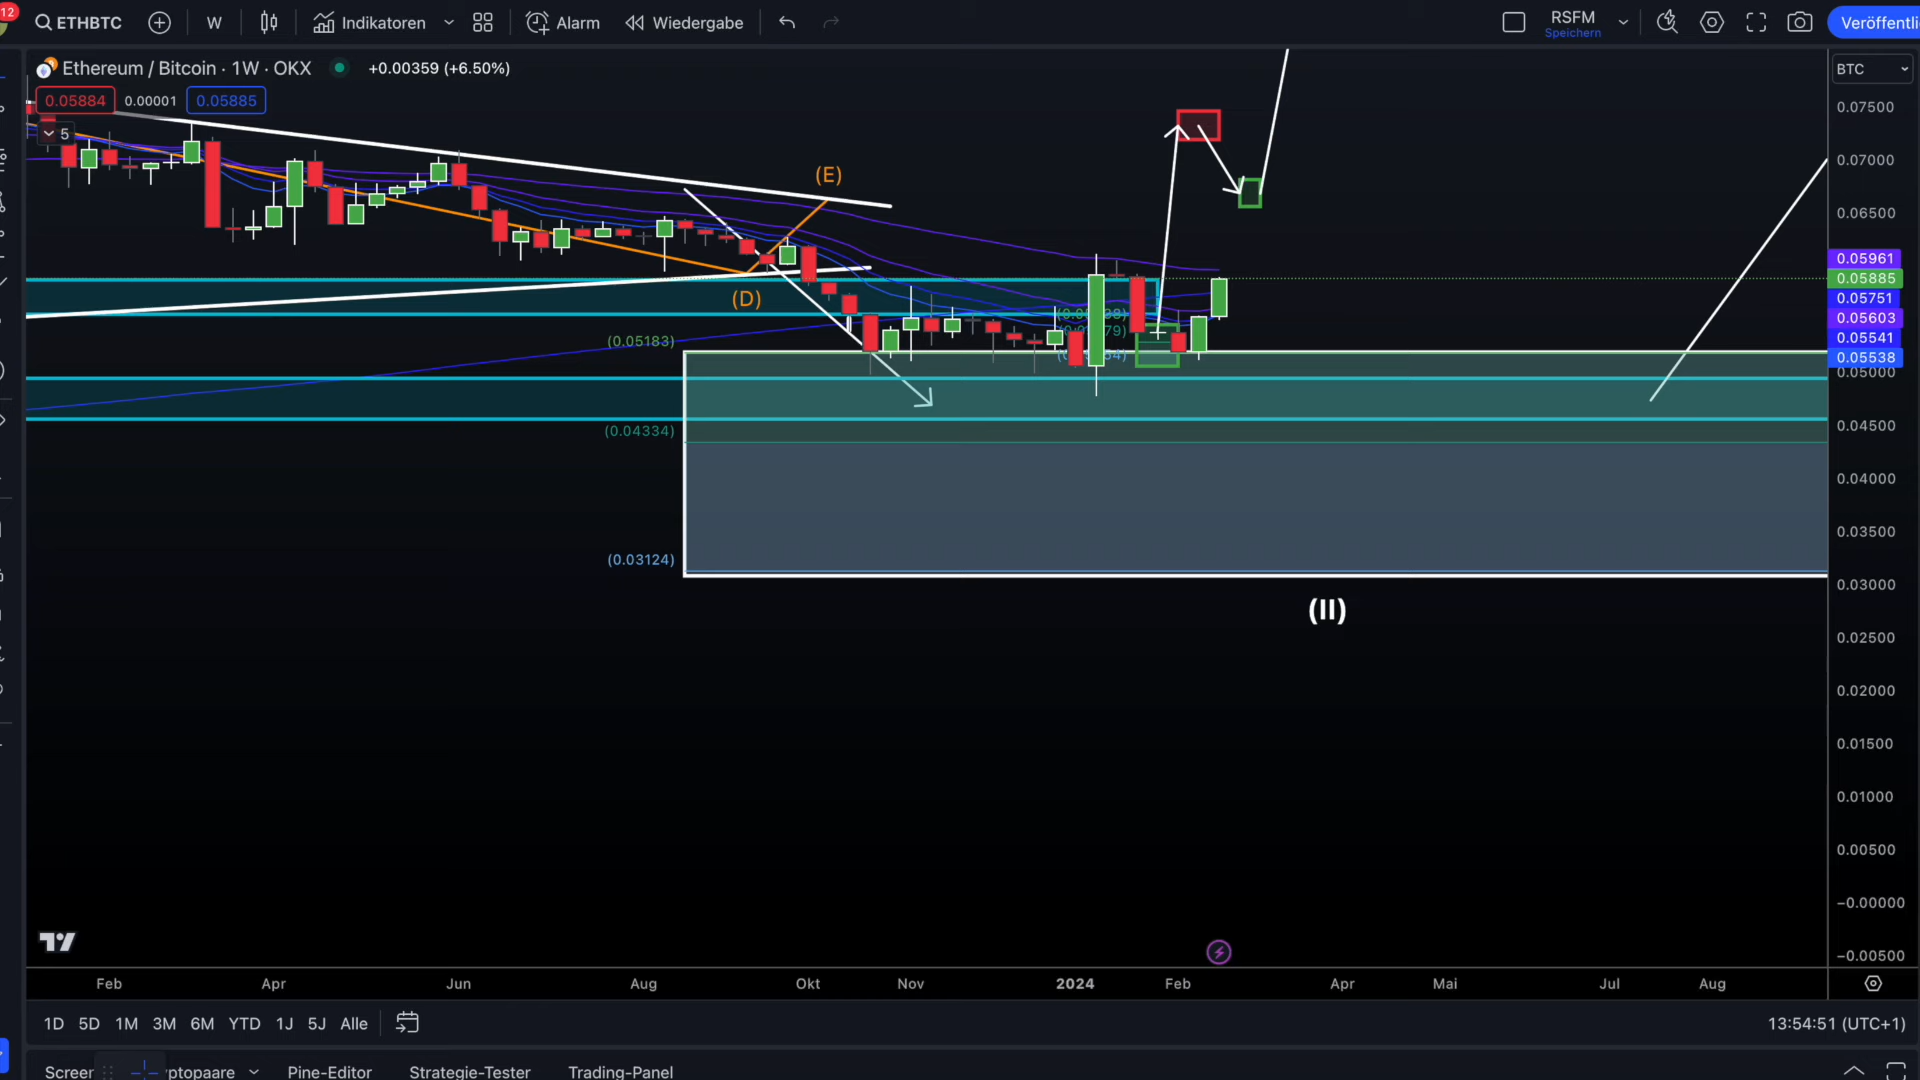 12
ETHBTC
W
Indikatoren
Alarm
Wiedergabe
RSFM
Speichern
Ethereum / Bitcoin · 1W · OKX
+0.00359 (+6.50%)
BTC
0.05884
0.00001
0.05885
5
0.07500
0.07000
0.06500
0.05961
0.05885
0.05751
0.05603
0.05541
0.05538
0.05000
0.04500
0.04000
0.03500
0.03000
0.02500
0.02000
0.01500
0.01000
0.00500
−0.00000
−0.00500
(E)
(D)
(0.05183)
(0.04334)
(0.03124)
(II)
Feb
Apr
Jun
Aug
Okt
Nov
2024
Feb
Apr
Mai
Jul
Aug
1D 5D 1M 3M 6M YTD 1J 5J Alle
13:54:51 (UTC+1)
Pine-Editor
Strategie-Tester
Trading-Panel